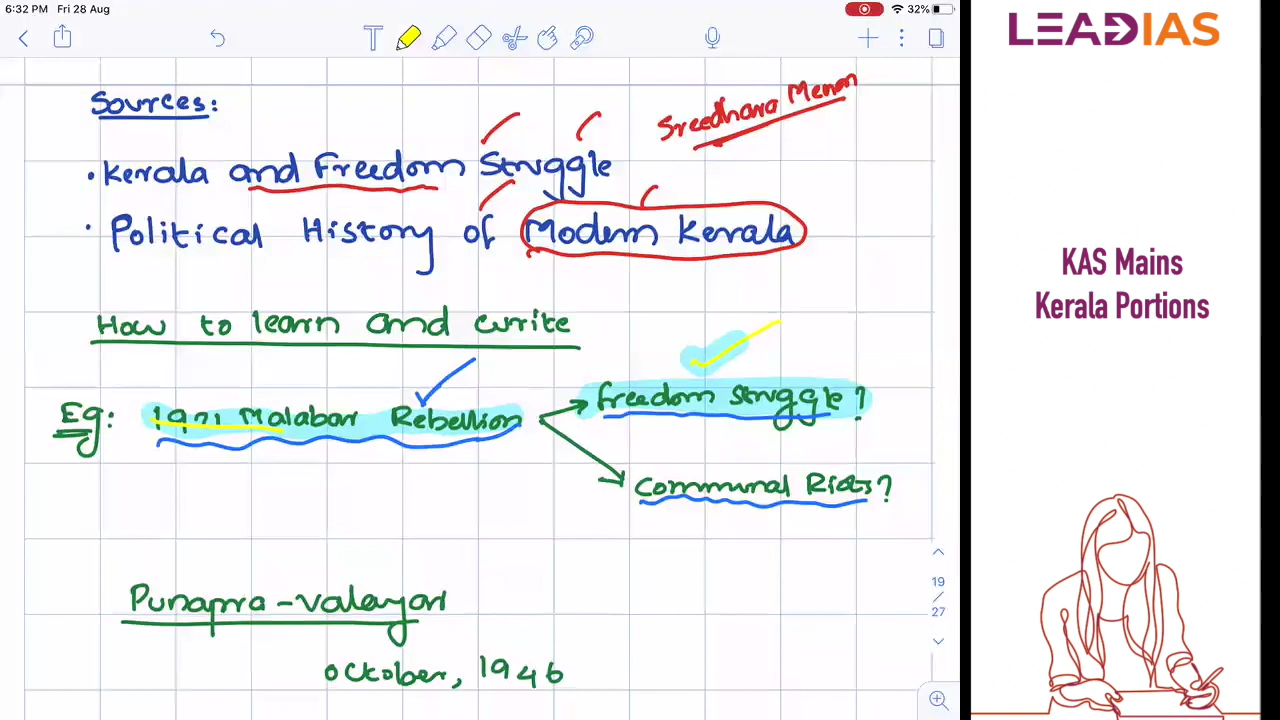 6:32 PM Fri 28 Aug 32%
LEADIAS
Sources:
Sreedhara Menon
• Kerala and Freedom Struggle
• Political History of Modern Kerala
How to learn and write
Eg: 1921 Malabar Rebellion
Freedom Struggle?
Communal Riots?
Punapra - Valayar
October, 1946
19
/
27
KAS Mains
Kerala Portions
T